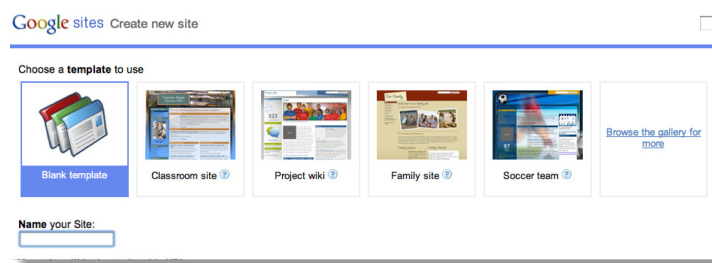 Google sites Create new site
Choose a template to use
Blank template
Classroom site
Project wiki
Family site
Soccer team
Browse the gallery for
more
Name your Site: